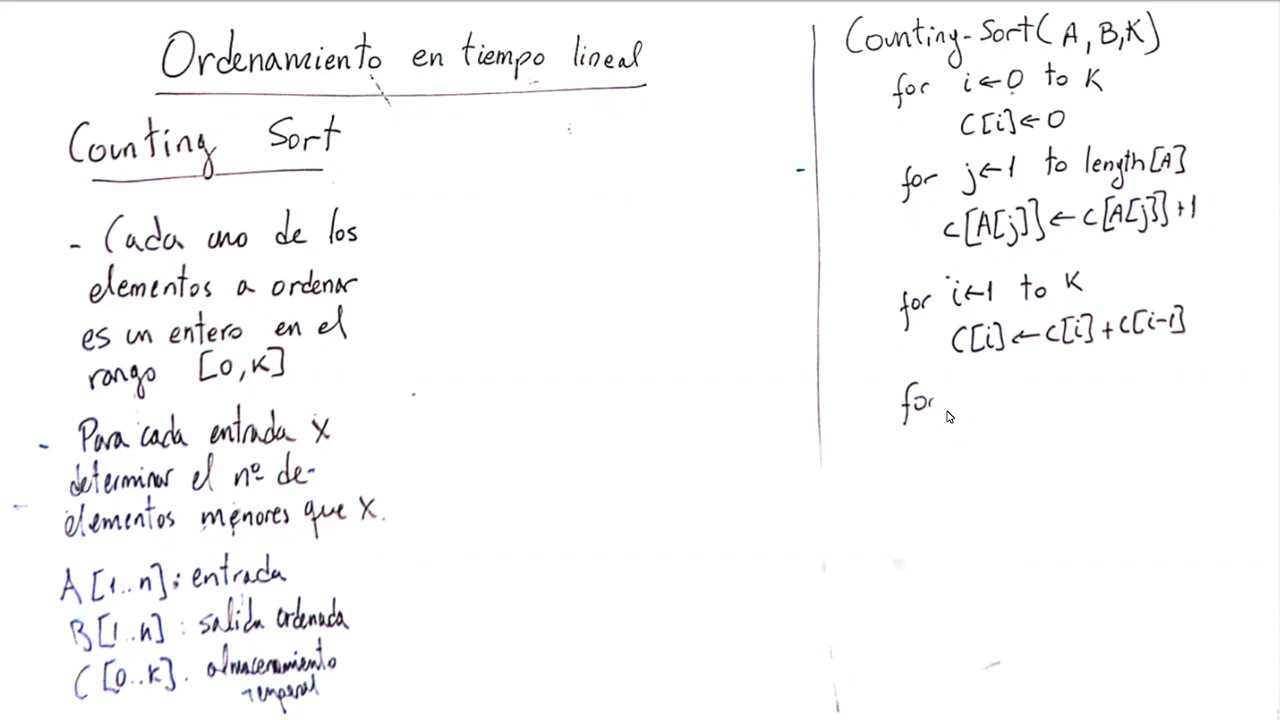 Ordenamiento en tiempo lineal
Counting Sort
- Cada uno de los
elementos a ordenar
es un entero en el
rango [0,K]
- Para cada entrada x
determinar el nº de
elementos menores que x.
A[1..n]: entrada
B[1..n]: salida ordenada
C[0..K]. almacenamiento
temporal
Counting-Sort(A,B,K)
for i←0 to K
C[i]←0
for j←1 to length[A]
C[A[j]]←C[A[j]]+1
for i←1 to K
C[i]←C[i]+C[i-1]
for